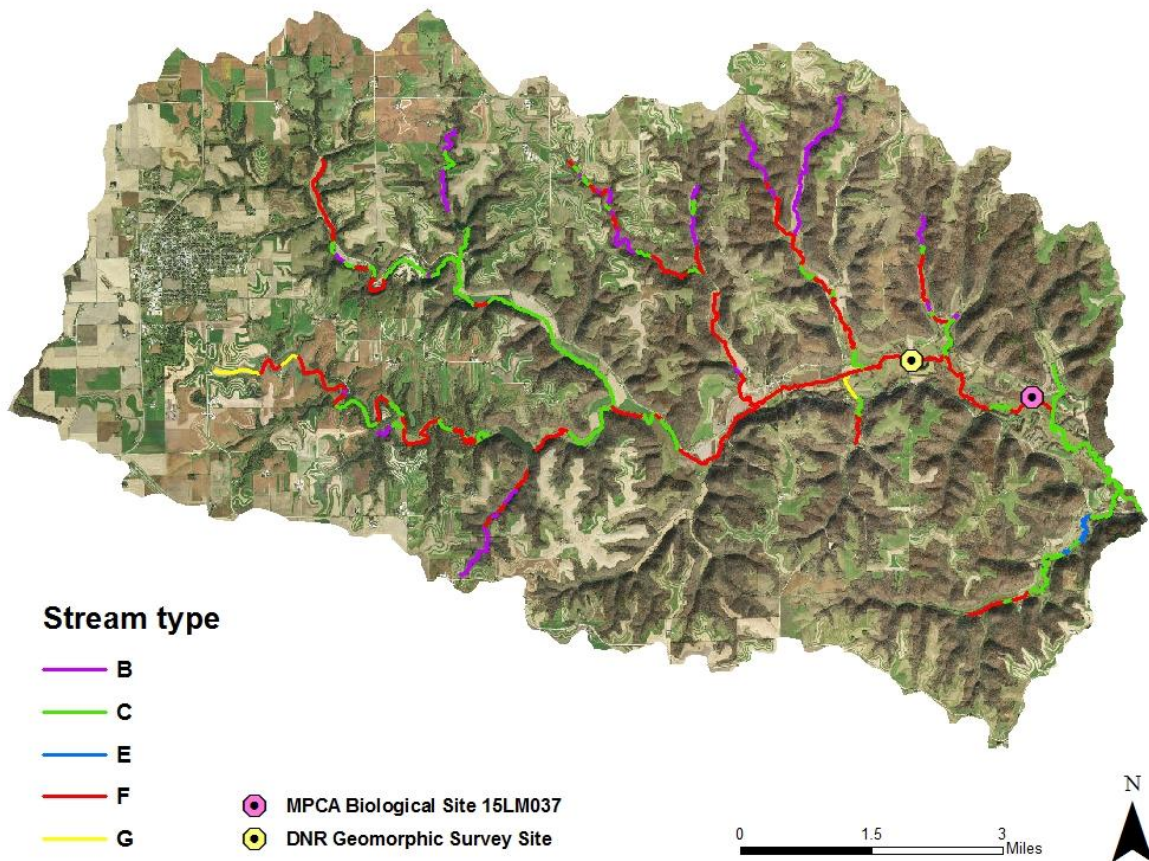 Stream type
B
C
E
F
G
MPCA Biological Site 15LM037
DNR Geomorphic Survey Site
0 1.5 3
Miles
N